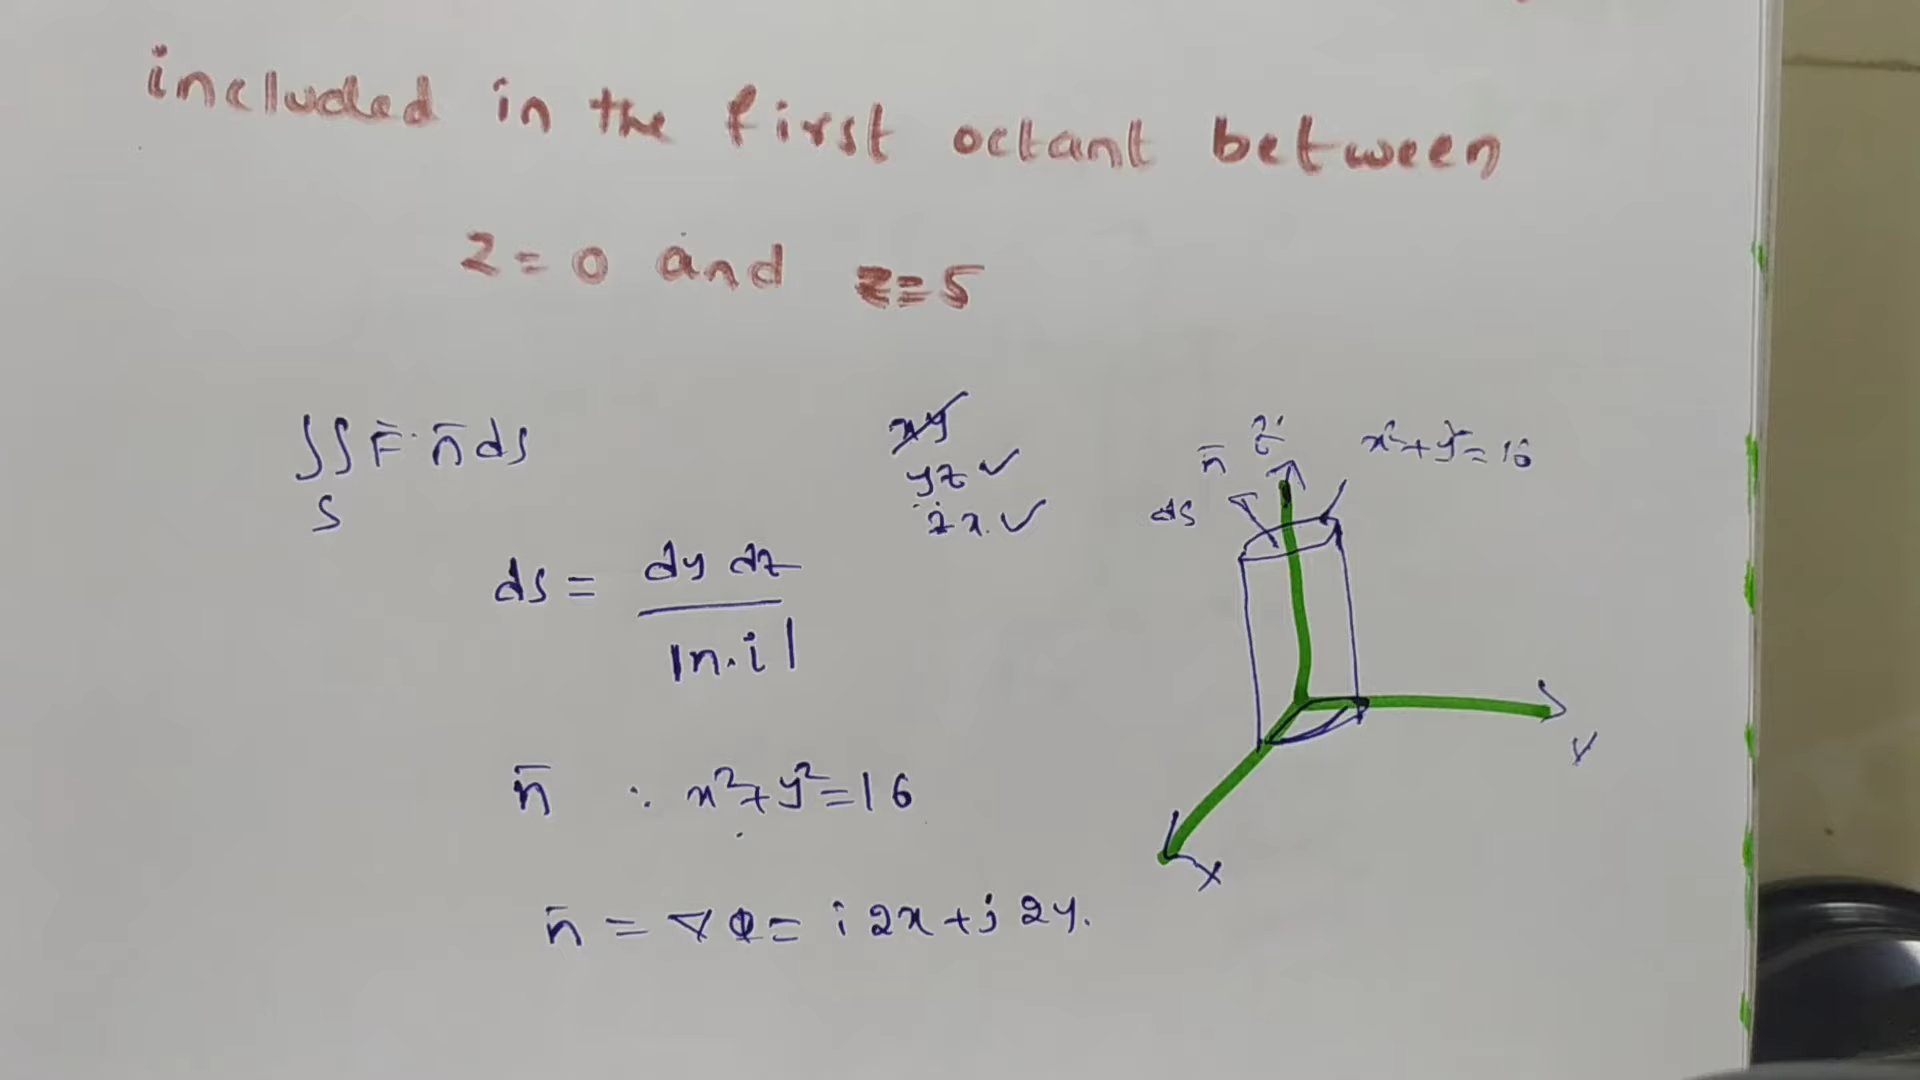 included in the first octant between
z=0 and z=5
∫∫ F̄· n̄ ds
S
xy
yz ✓
zx. ✓
ds = dy dz
|n.i|
n̄ z x²+y²=16
ds
Y
X
n̄ : x²+y²=16
n̄ = ∇φ = i 2x + j 2y.